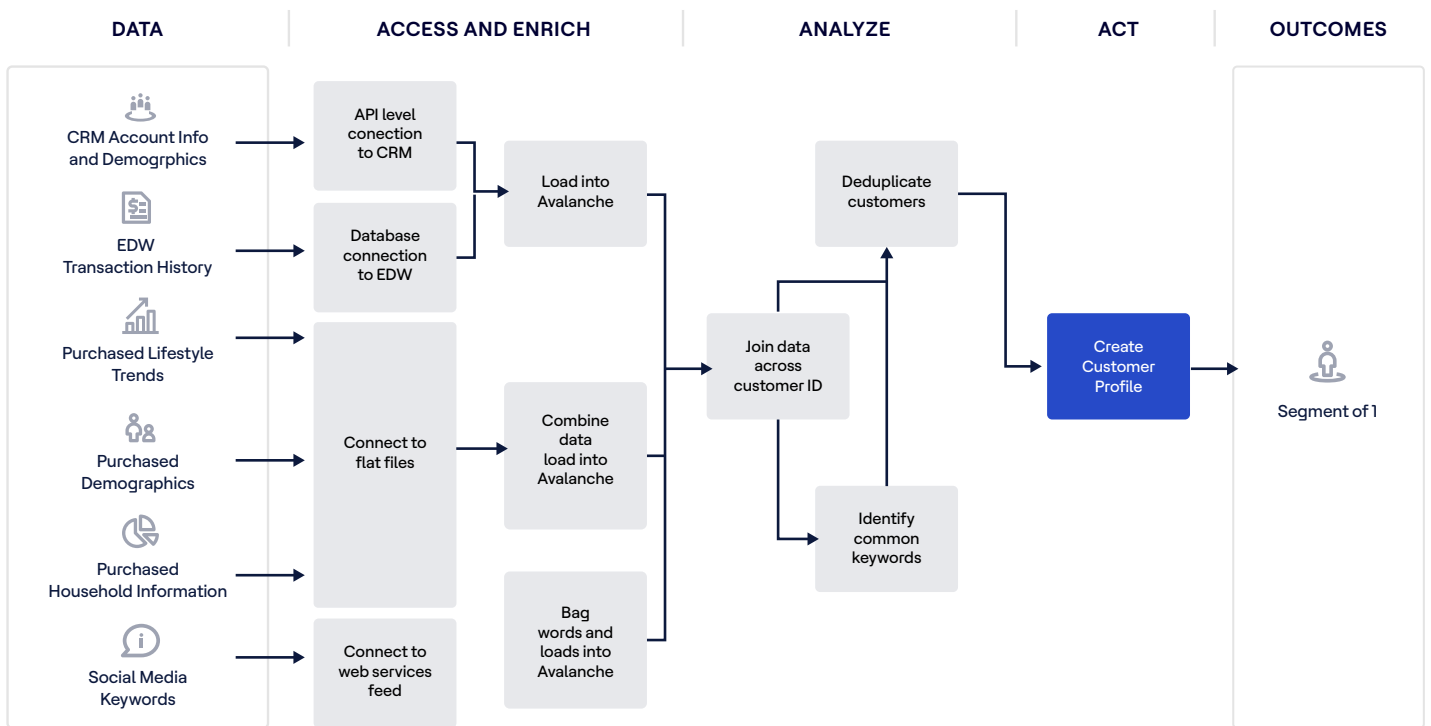 DATA
ACCESS AND ENRICH
ANALYZE
ACT
OUTCOMES
CRM Account Info
and Demogrphics
EDW
Transaction History
Purchased Lifestyle
Trends
Purchased
Demographics
Purchased
Household Information
Social Media
Keywords
API level
conection
to CRM
Database
connection
to EDW
Connect to
flat files
Connect to
web services
feed
Load into
Avalanche
Combine
data
load into
Avalanche
Bag
words and
loads into
Avalanche
Join data
across
customer ID
Deduplicate
customers
Identify
common
keywords
Create
Customer
Profile
Segment of 1